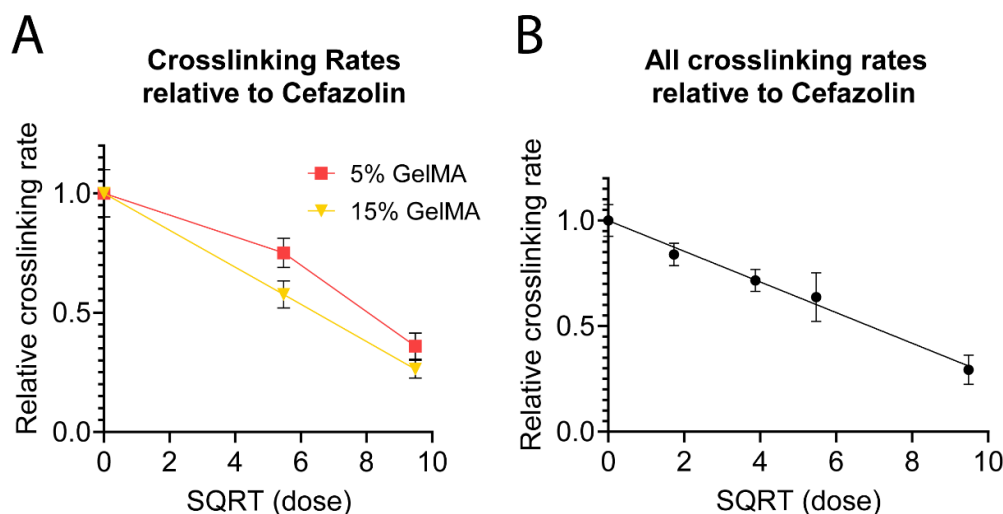 A
Crosslinking Rates
relative to Cefazolin
Relative crosslinking rate
1.0
0.5
0.0
5% GelMA
15% GelMA
0 2 4 6 8 10
SQRT (dose)
B
All crosslinking rates
relative to Cefazolin
Relative crosslinking rate
1.0
0.5
0.0
0 2 4 6 8 10
SQRT (dose)